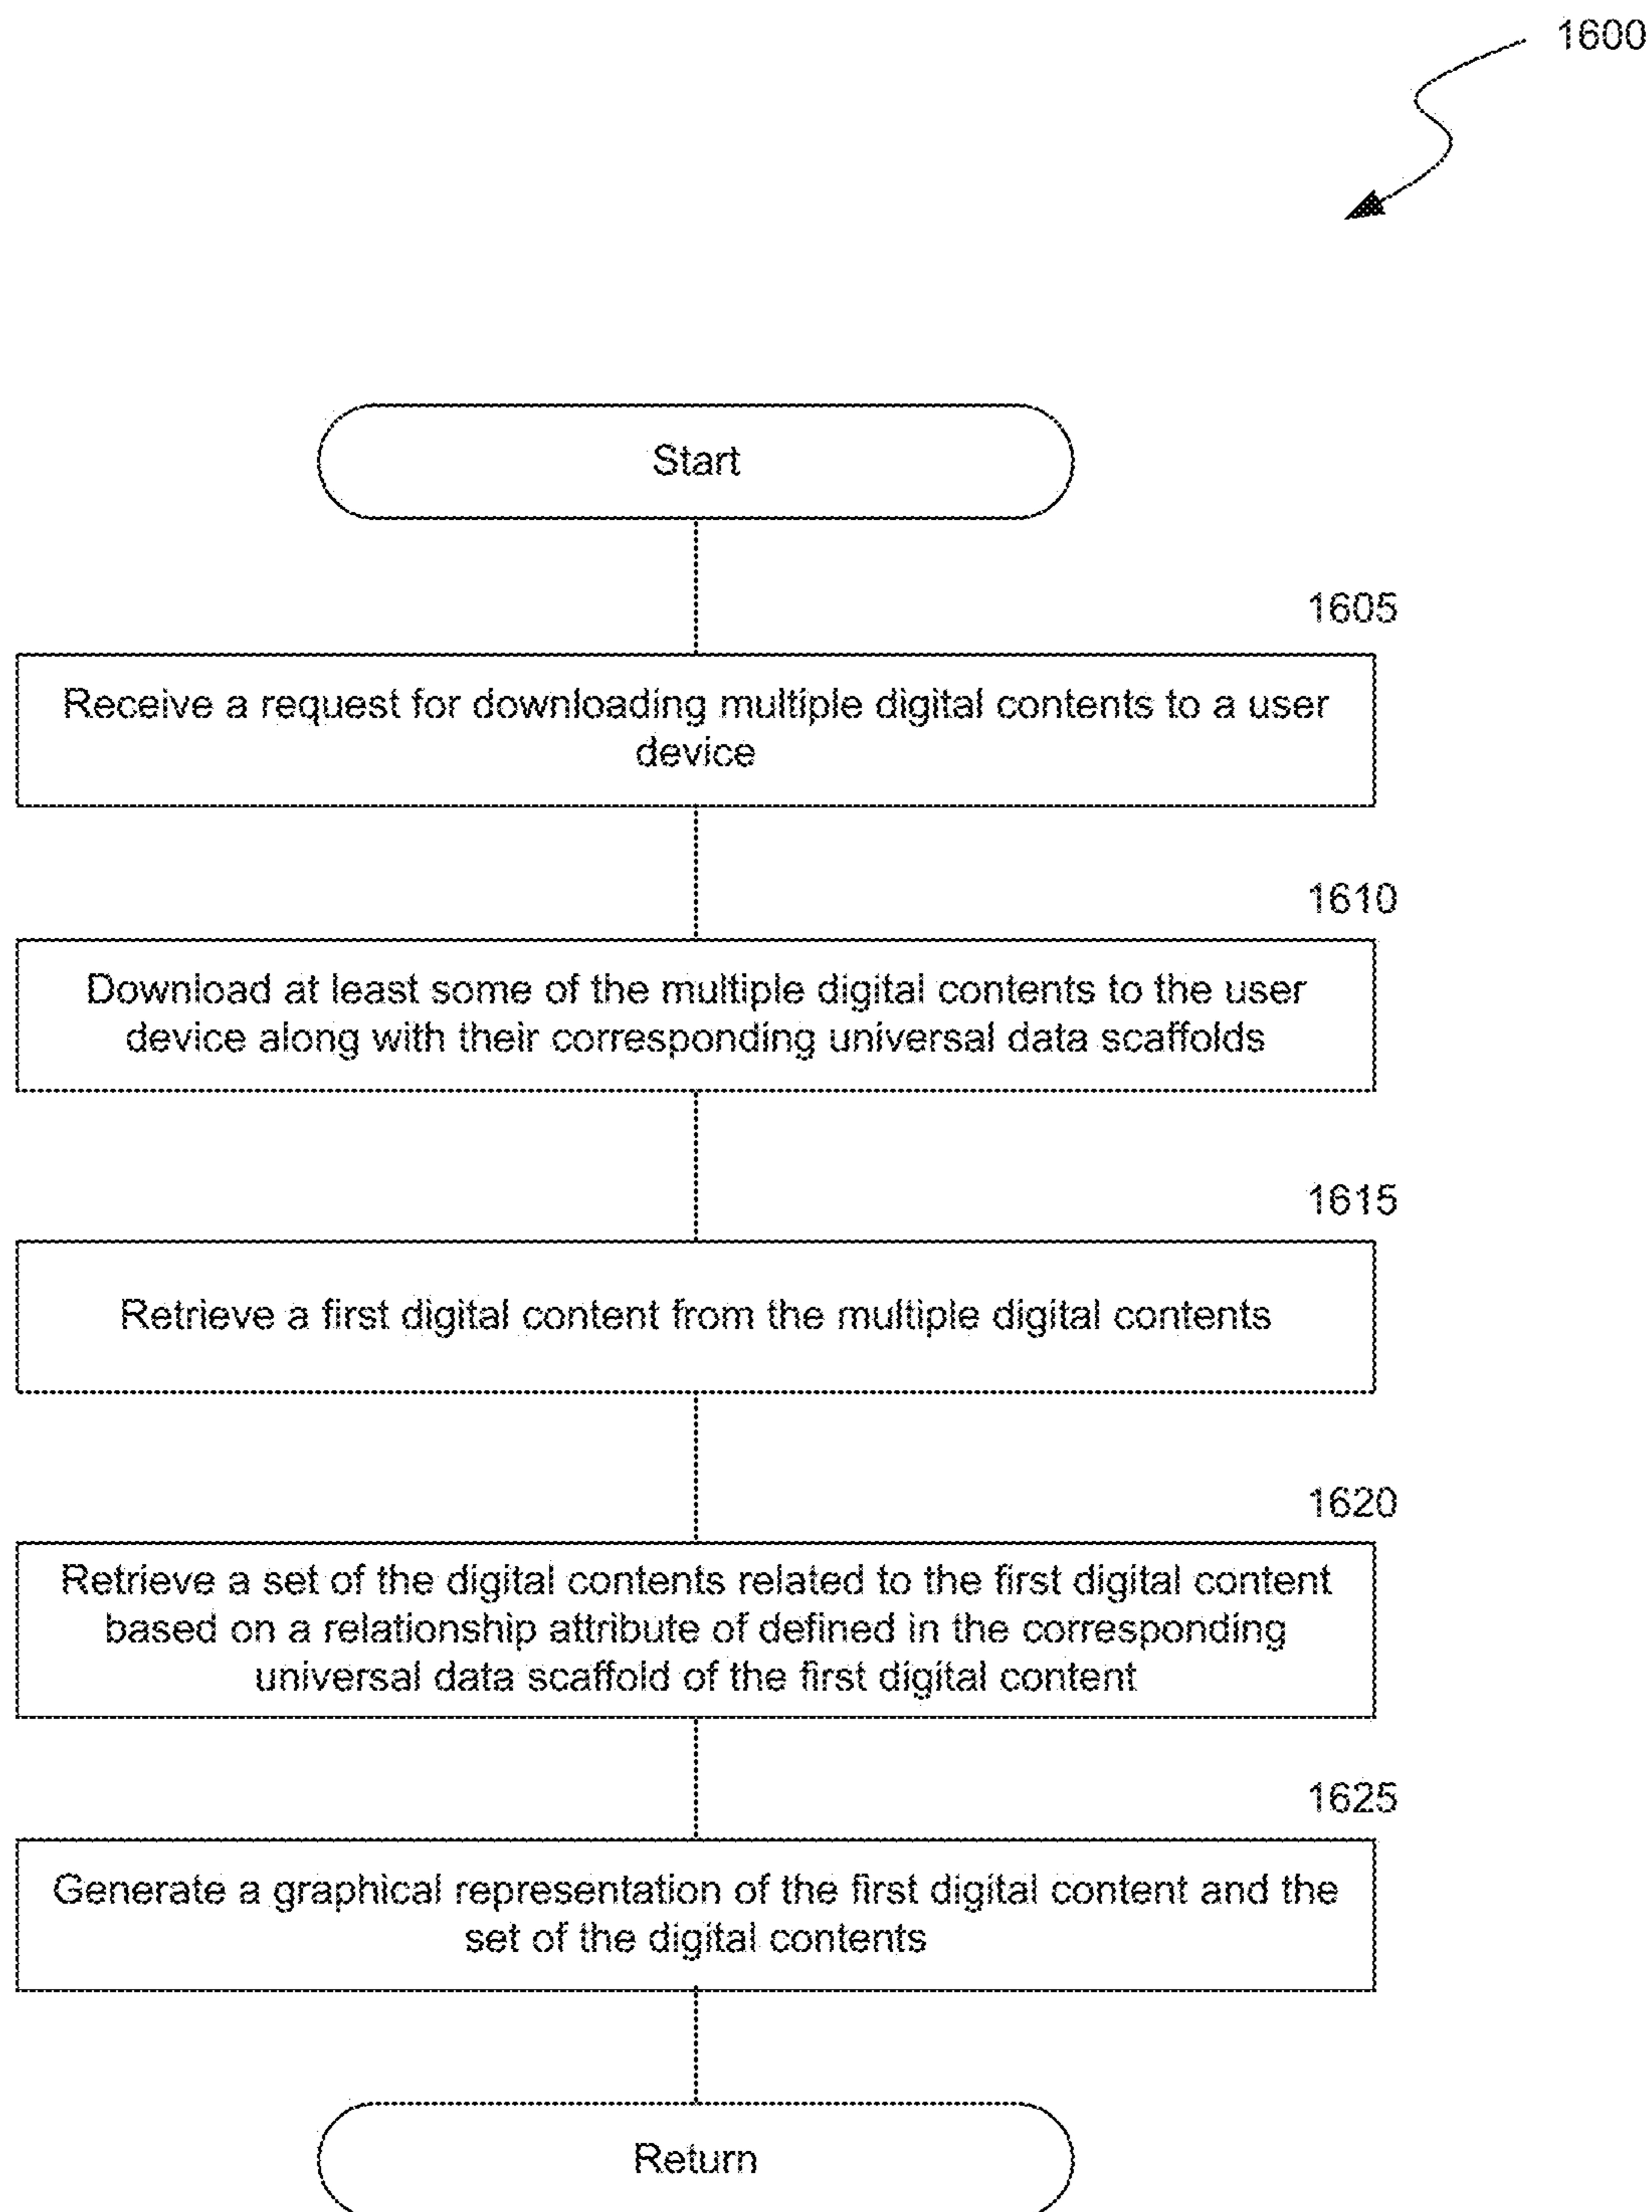 1600
Start
1605
Receive a request for downloading multiple digital contents to a user
device
1610
Download at least some of the multiple digital contents to the user
device along with their corresponding universal data scaffolds
1615
Retrieve a first digital content from the multiple digital contents
1620
Retrieve a set of the digital contents related to the first digital content
based on a relationship attribute of defined in the corresponding
universal data scaffold of the first digital content
1625
Generate a graphical representation of the first digital content and the
set of the digital contents
Return